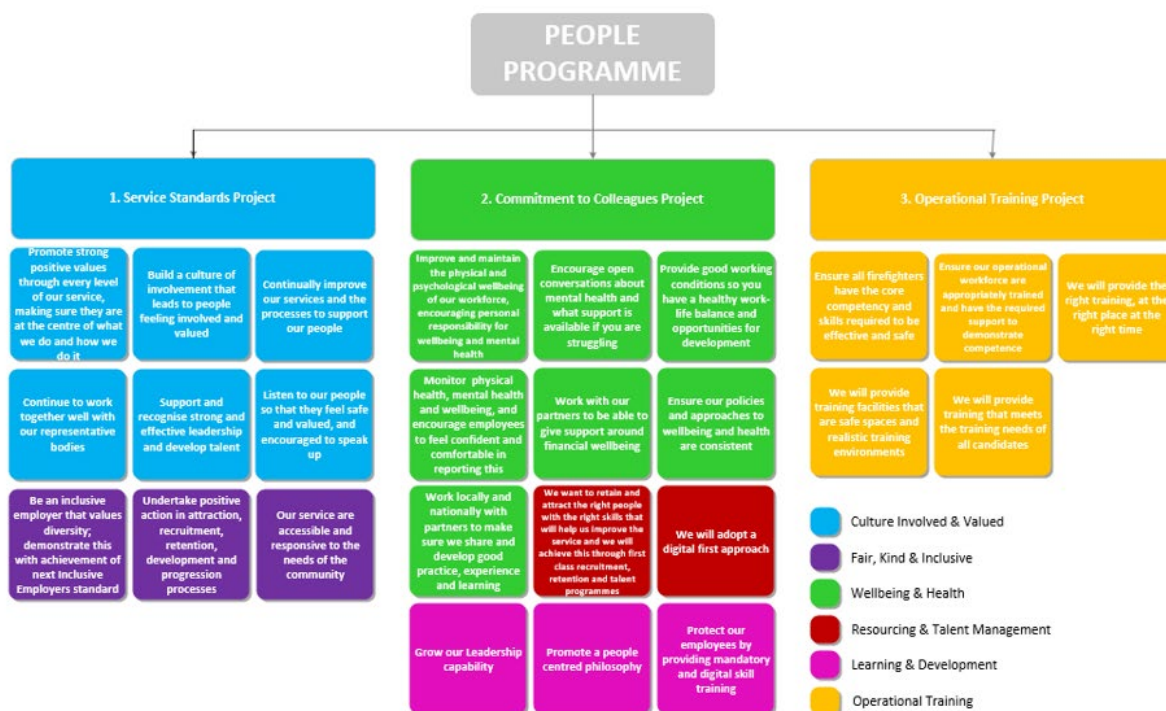 PEOPLE
PROGRAMME
1. Service Standards Project
Promote strong
positive values
through every level
of our service,
making sure they are
at the centre of what
we do and how we
do it
Build a culture of
involvement that
leads to people
feeling involved and
valued
Continually improve
our services and the
processes to support
our people
Continue to work
together well with
our representative
bodies
Support and
recognise strong and
effective leadership
and develop talent
Listen to our people
so that they feel safe
and valued, and
encouraged to speak
up
Be an inclusive
employer that values
diversity;
demonstrate this
with achievement of
next Inclusive
Employers standard
Undertake positive
action in attraction,
recruitment,
retention,
development and
progression
processes
Our service are
accessible and
responsive to the
needs of the
community
2. Commitment to Colleagues Project
Improve and maintain
the physical and
psychological wellbeing
of our workforce,
encouraging personal
responsibility for
wellbeing and mental
health
Encourage open
conversations about
mental health and
what support is
available if you are
struggling
Provide good working
conditions so you
have a healthy work-
life balance and
opportunities for
development
Monitor physical
health, mental health
and wellbeing, and
encourage employees
to feel confident and
comfortable in
reporting this
Work with our
partners to be able to
give support around
financial wellbeing
Ensure our policies
and approaches to
wellbeing and health
are consistent
Work locally and
nationally with
partners to make
sure we share and
develop good
practice, experience
and learning
We want to retain and
attract the right people
with the right skills that
will help us improve the
service and we will
achieve this through first
class recruitment,
retention and talent
programmes
We will adopt a
digital first approach
Grow our Leadership
capability
Promote a people
centred philosophy
Protect our
employees by
providing mandatory
and digital skill
training
3. Operational Training Project
Ensure all firefighters
have the core
competency and
skills required to be
effective and safe
Ensure our operational
workforce are
appropriately trained
and have the required
support to
demonstrate
competence
We will provide the
right training, at the
right place at the
right time
We will provide
training facilities that
are safe spaces and
realistic training
environments
We will provide
training that meets
the training needs of
all candidates
Culture Involved & Valued
Fair, Kind & Inclusive
Wellbeing & Health
Resourcing & Talent Management
Learning & Development
Operational Training